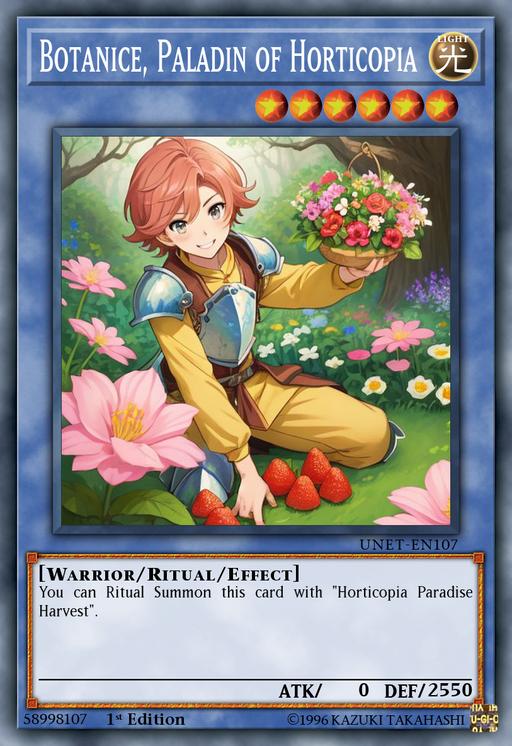 BOTANICE, PALADIN OF HORTICOPIA
LIGHT
光
UNET-EN107
[WARRIOR/RITUAL/EFFECT]
You can Ritual Summon this card with "Horticopia Paradise
Harvest".
ATK/ 0 DEF/2550
58998107 1st Edition ©1996 KAZUKI TAKAHASHI